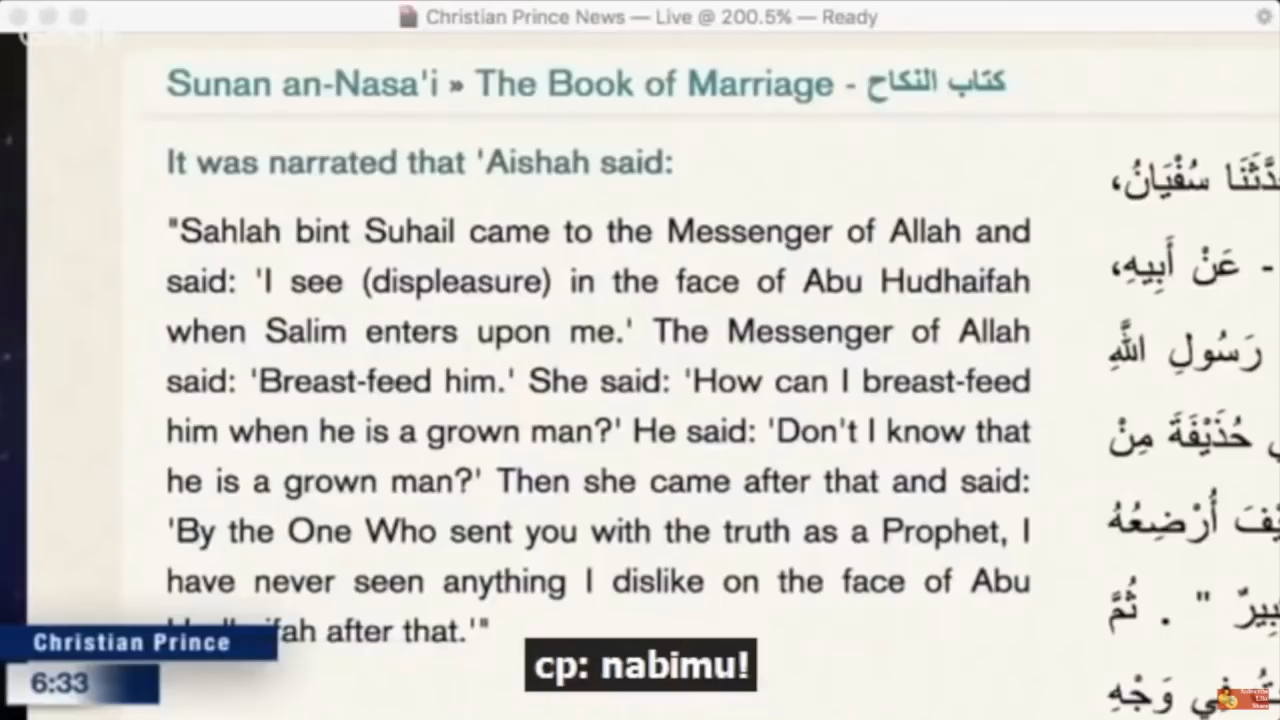 Christian Prince News — Live @ 200.5% — Ready
Sunan an-Nasa'i » The Book of Marriage - كتاب النكاح
It was narrated that 'Aishah said:
"Sahlah bint Suhail came to the Messenger of Allah and
said: 'I see (displeasure) in the face of Abu Hudhaifah
when Salim enters upon me.' The Messenger of Allah
said: 'Breast-feed him.' She said: 'How can I breast-feed
him when he is a grown man?' He said: 'Don't I know that
he is a grown man?' Then she came after that and said:
'By the One Who sent you with the truth as a Prophet, I
have never seen anything I dislike on the face of Abu
after that.'"
سُفْيَانُ،
- عَنْ أَبِيهِ،
رَسُولِ اللَّهِ
حُذَيْفَةَ مِنْ
أُرْضِعُهُ
" . ثُمَّ
فِي وَجْهِ
Christian Prince
6:33
cp: nabimu!
Subscribe
Like
Share